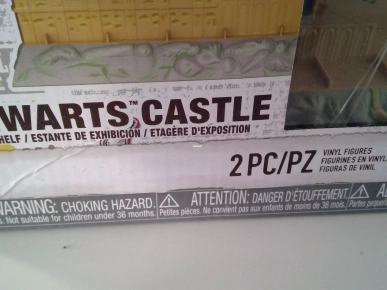 WARTS™ CASTLE
HELF / ESTANTE DE EXHIBICIÓN / ETAGÈRE D'EXPOSITION
2 PC/PZ
VINYL FIGURES
FIGURINES EN VINYL
FIGURAS DE VINIL
WARNING: CHOKING HAZARD.
s. Not suitable for children under 36 months.
ATTENTION: DANGER D'ÉTOUFFEMENT.
Petites pièces. Ne convient pas aux enfants de moins de 36 mois.